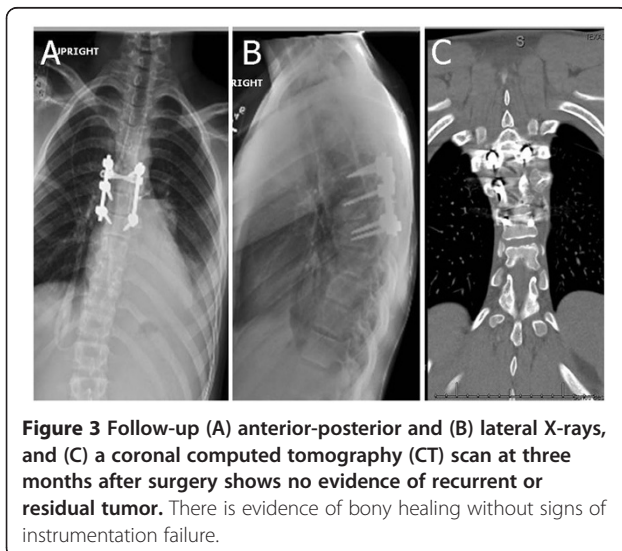 A
B
C
UPRIGHT
RIGHT
S
Figure 3 Follow-up (A) anterior-posterior and (B) lateral X-rays,
and (C) a coronal computed tomography (CT) scan at three
months after surgery shows no evidence of recurrent or
residual tumor. There is evidence of bony healing without signs of
instrumentation failure.